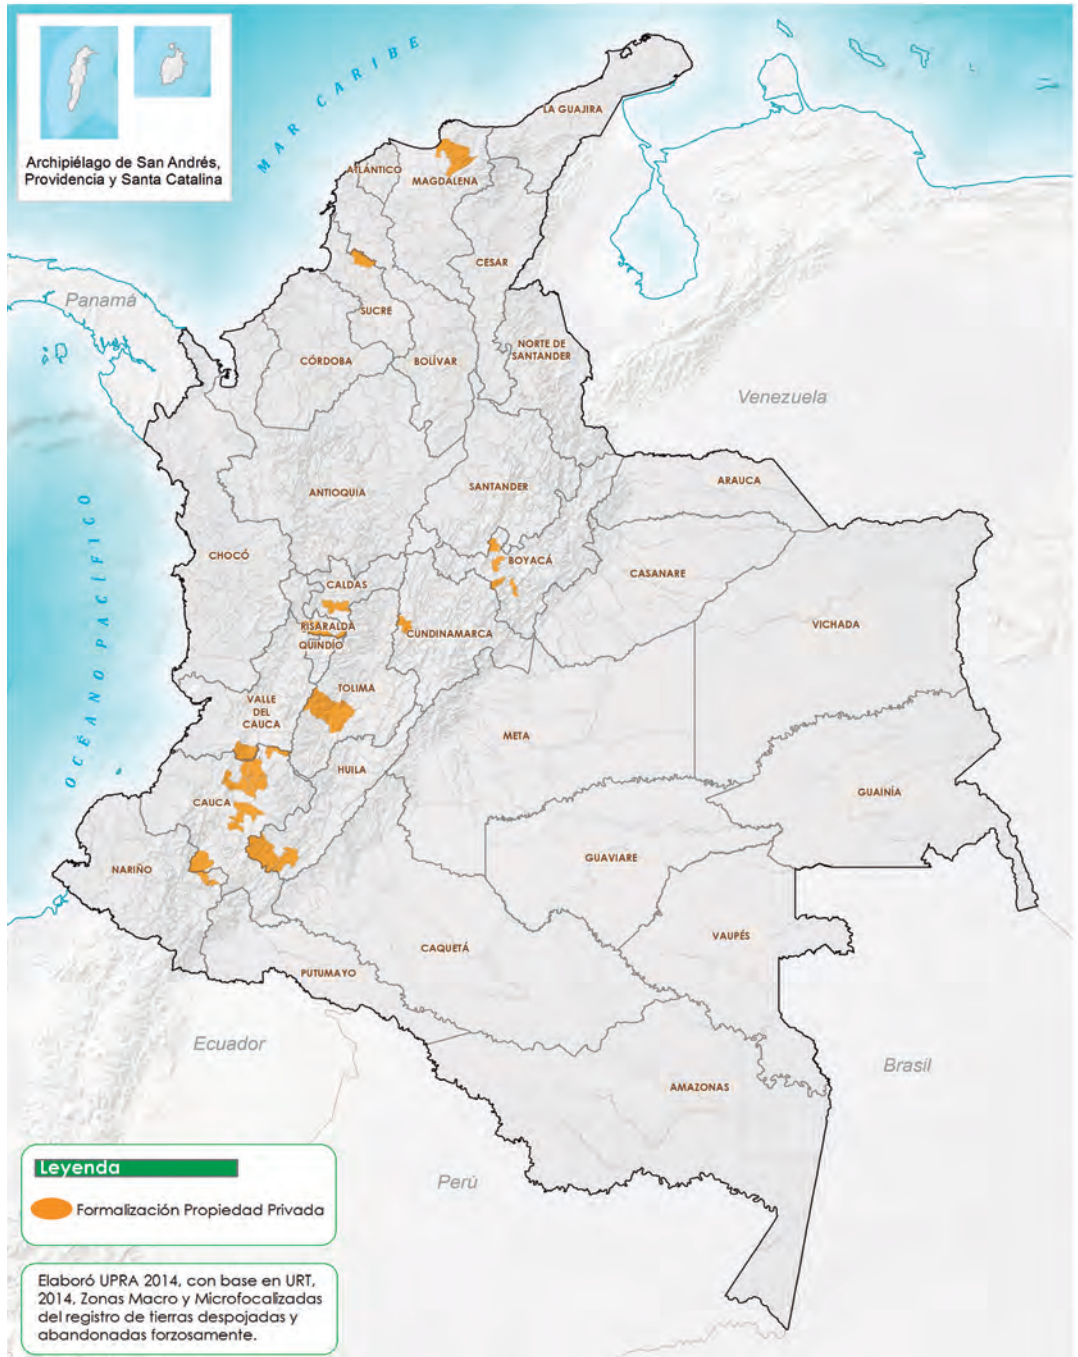 Archipiélago de San Andrés,
Providencia y Santa Catalina
MAR CARIBE
LA GUAJIRA
ATLÁNTICO
MAGDALENA
CESAR
Panamá
SUCRE
CÓRDOBA
BOLÍVAR
NORTE DE
SANTANDER
Venezuela
ANTIOQUIA
SANTANDER
ARAUCA
OCÉANO PACÍFICO
CHOCÓ
BOYACÁ
CASANARE
CALDAS
RISARALDA
CUNDINAMARCA
VICHADA
QUINDÍO
TOLIMA
VALLE
DEL
CAUCA
META
HUILA
CAUCA
GUAINÍA
NARIÑO
GUAVIARE
VAUPÉS
CAQUETÁ
PUTUMAYO
Ecuador
Brasil
AMAZONAS
Perú
Leyenda
Formalización Propiedad Privada
Elaboró UPRA 2014, con base en URT,
2014, Zonas Macro y Microfocalizadas
del registro de tierras despojadas y
abandonadas forzosamente.